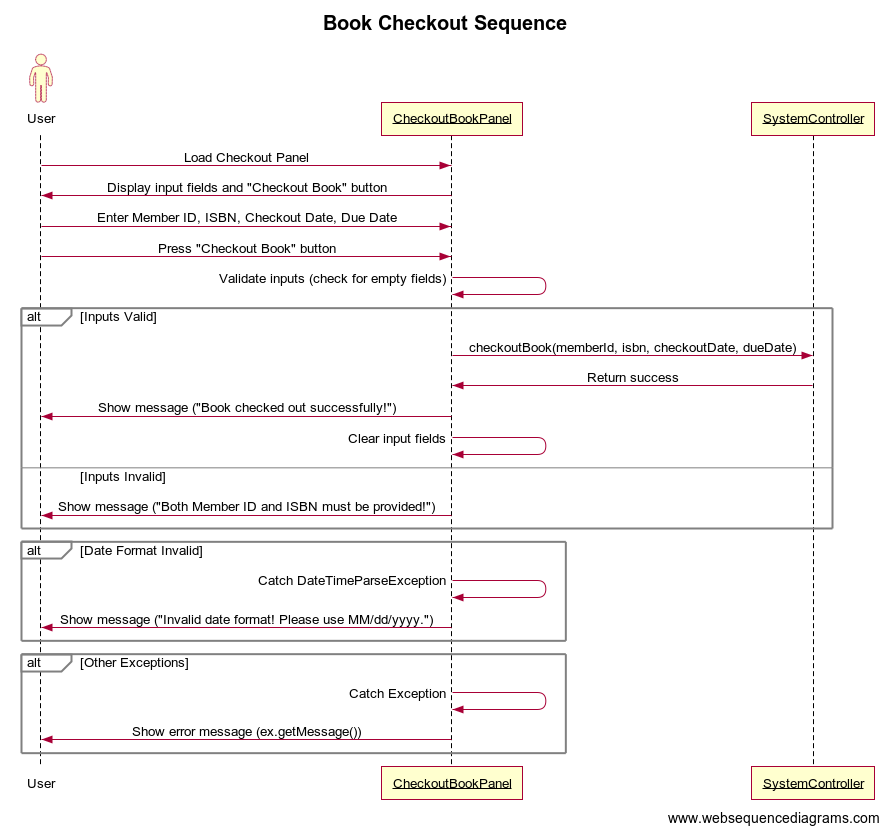 Book Checkout Sequence
User
CheckoutBookPanel
SystemController
Load Checkout Panel
Display input fields and "Checkout Book" button
Enter Member ID, ISBN, Checkout Date, Due Date
Press "Checkout Book" button
Validate inputs (check for empty fields)
alt [Inputs Valid]
checkoutBook(memberId, isbn, checkoutDate, dueDate)
Return success
Show message ("Book checked out successfully!")
Clear input fields
[Inputs Invalid]
Show message ("Both Member ID and ISBN must be provided!")
alt [Date Format Invalid]
Catch DateTimeParseException
Show message ("Invalid date format! Please use MM/dd/yyyy.")
alt [Other Exceptions]
Catch Exception
Show error message (ex.getMessage())
User
CheckoutBookPanel
SystemController
www.websequencediagrams.com